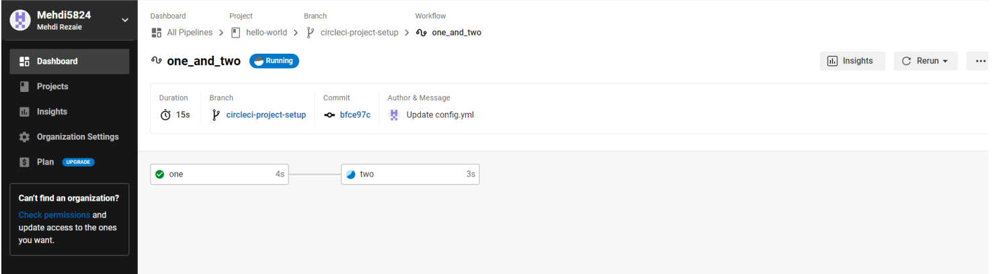 Mehdi5824
Mehdi Rezaie
Dashboard
Projects
Insights
Organization Settings
$ Plan UPGRADE
Can't find an organization?
Check permissions and
update access to the ones
you want.
Dashboard Project Branch Workflow
All Pipelines > hello-world > circleci-project-setup > one_and_two
one_and_two Running
Insights Rerun ...
Duration Branch Commit Author & Message
15s circleci-project-setup bfce97c Update config.yml
one 4s two 3s